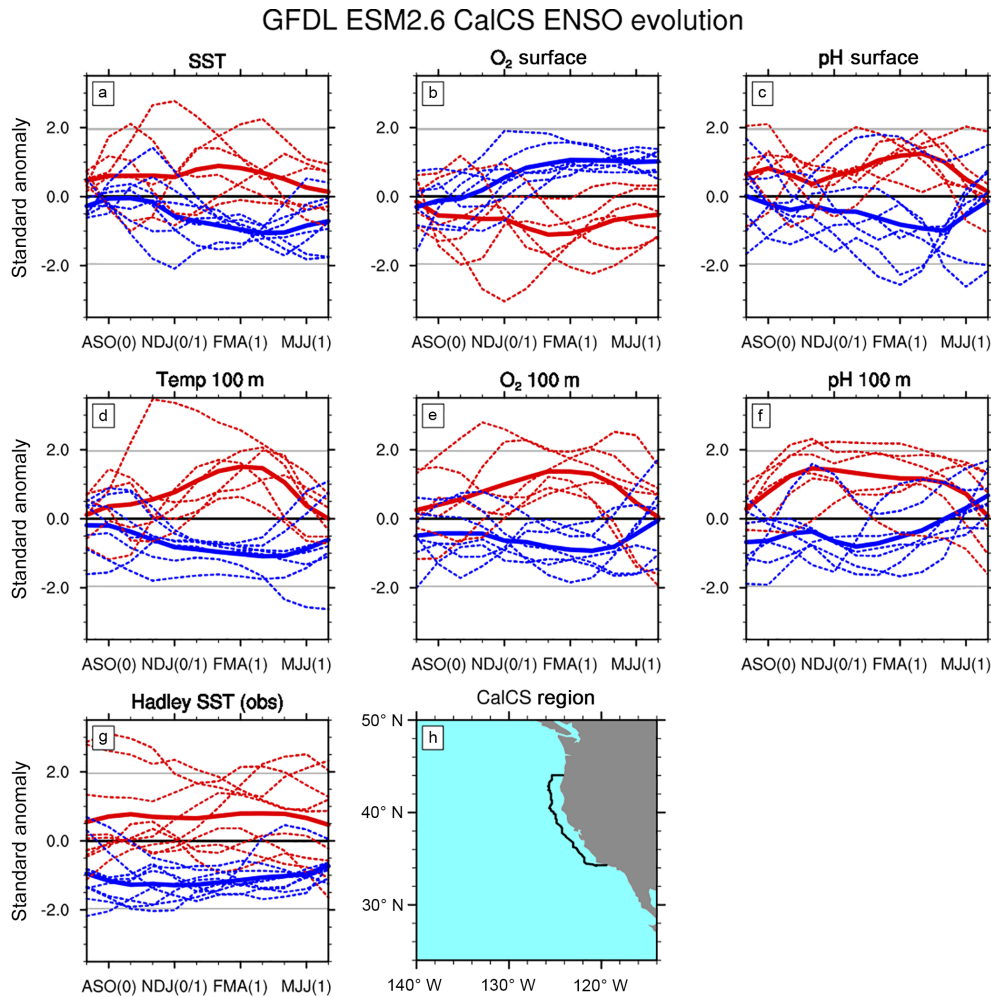 GFDL ESM2.6 CalCS ENSO evolution
SST
O₂ surface
pH surface
a
b
c
Standard anomaly
2.0
0.0
-2.0
2.0
0.0
-2.0
2.0
0.0
-2.0
ASO(0) NDJ(0/1) FMA(1) MJJ(1)
ASO(0) NDJ(0/1) FMA(1) MJJ(1)
ASO(0) NDJ(0/1) FMA(1) MJJ(1)
Temp 100 m
O₂ 100 m
pH 100 m
d
e
f
Standard anomaly
2.0
0.0
-2.0
2.0
0.0
-2.0
2.0
0.0
-2.0
ASO(0) NDJ(0/1) FMA(1) MJJ(1)
ASO(0) NDJ(0/1) FMA(1) MJJ(1)
ASO(0) NDJ(0/1) FMA(1) MJJ(1)
Hadley SST (obs)
CalCS region
g
h
Standard anomaly
2.0
0.0
-2.0
50° N
40° N
30° N
ASO(0) NDJ(0/1) FMA(1) MJJ(1)
140° W 130° W 120° W